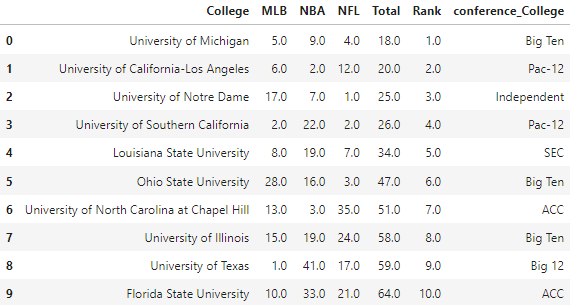 College MLB NBA NFL Total Rank conference_College
0 University of Michigan 5.0 9.0 4.0 18.0 1.0 Big Ten
1 University of California-Los Angeles 6.0 2.0 12.0 20.0 2.0 Pac-12
2 University of Notre Dame 17.0 7.0 1.0 25.0 3.0 Independent
3 University of Southern California 2.0 22.0 2.0 26.0 4.0 Pac-12
4 Louisiana State University 8.0 19.0 7.0 34.0 5.0 SEC
5 Ohio State University 28.0 16.0 3.0 47.0 6.0 Big Ten
6 University of North Carolina at Chapel Hill 13.0 3.0 35.0 51.0 7.0 ACC
7 University of Illinois 15.0 19.0 24.0 58.0 8.0 Big Ten
8 University of Texas 1.0 41.0 17.0 59.0 9.0 Big 12
9 Florida State University 10.0 33.0 21.0 64.0 10.0 ACC